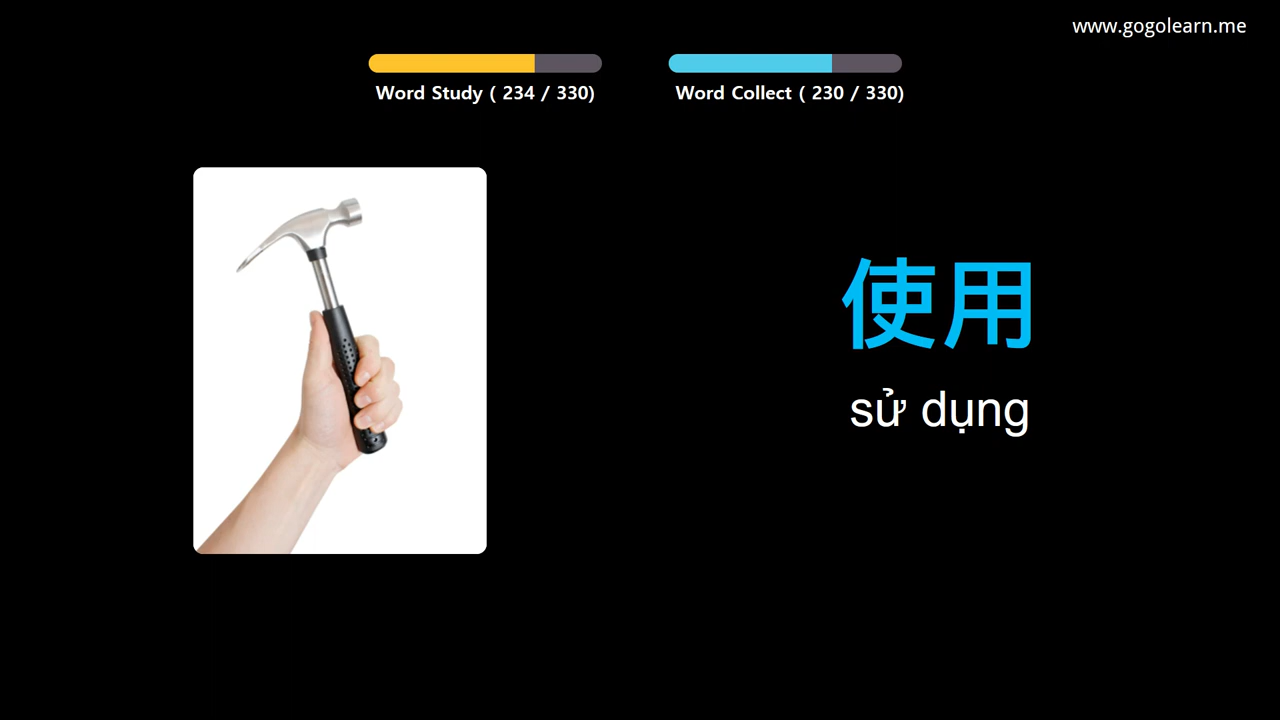 www.gogolearn.me
Word Study ( 234 / 330)
Word Collect ( 230 / 330)
使用
sử dụng